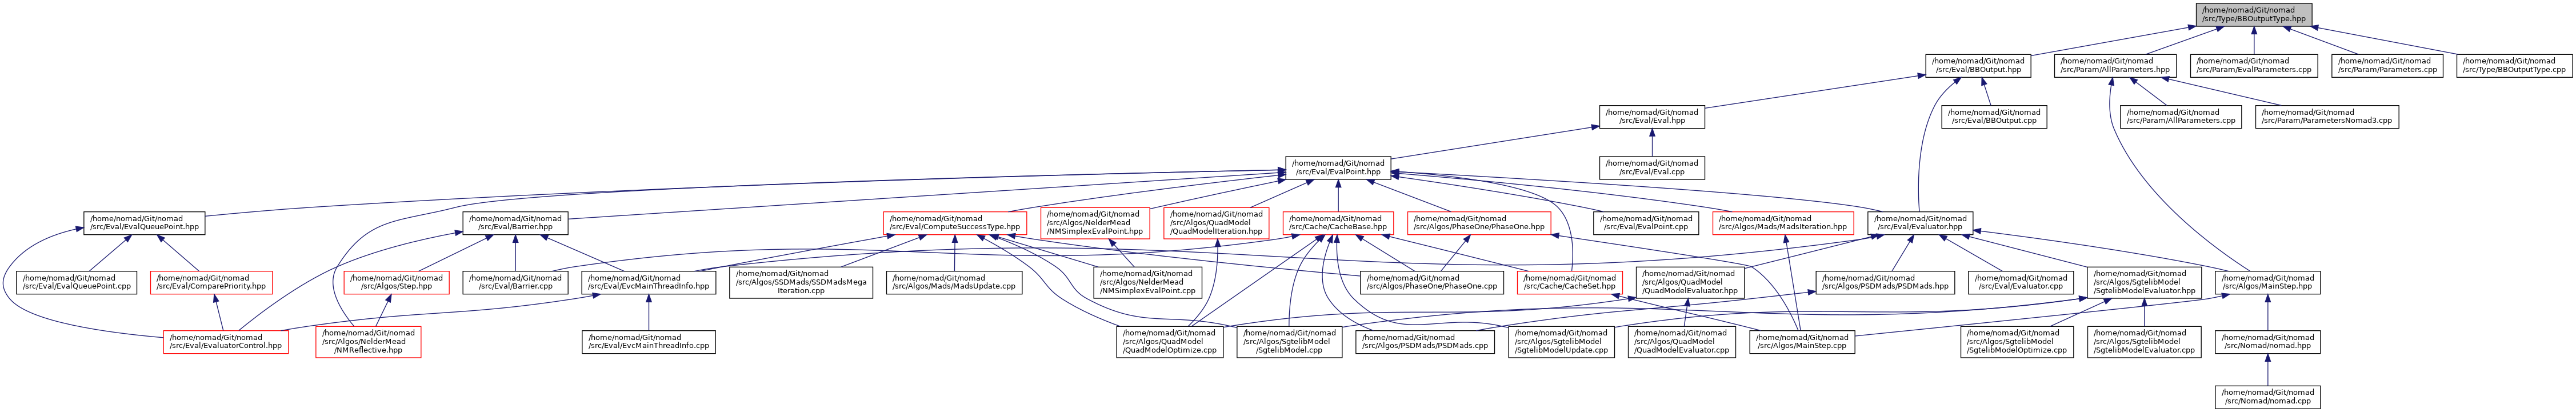 /home/nomad/Git/nomad
/src/Type/BBOutputType.hpp
/home/nomad/Git/nomad
/src/Eval/BBOutput.hpp
/home/nomad/Git/nomad
/src/Param/AllParameters.hpp
/home/nomad/Git/nomad
/src/Param/EvalParameters.cpp
/home/nomad/Git/nomad
/src/Param/Parameters.cpp
/home/nomad/Git/nomad
/src/Type/BBOutputType.cpp
/home/nomad/Git/nomad
/src/Eval/Eval.hpp
/home/nomad/Git/nomad
/src/Eval/BBOutput.cpp
/home/nomad/Git/nomad
/src/Param/AllParameters.cpp
/home/nomad/Git/nomad
/src/Param/ParametersNomad3.cpp
/home/nomad/Git/nomad
/src/Eval/EvalPoint.hpp
/home/nomad/Git/nomad
/src/Eval/Eval.cpp
/home/nomad/Git/nomad
/src/Eval/EvalQueuePoint.hpp
/home/nomad/Git/nomad
/src/Eval/Barrier.hpp
/home/nomad/Git/nomad
/src/Eval/ComputeSuccessType.hpp
/home/nomad/Git/nomad
/src/Algos/NelderMead
/NMSimplexEvalPoint.hpp
/home/nomad/Git/nomad
/src/Algos/QuadModel
/QuadModelIteration.hpp
/home/nomad/Git/nomad
/src/Cache/CacheBase.hpp
/home/nomad/Git/nomad
/src/Algos/PhaseOne/PhaseOne.hpp
/home/nomad/Git/nomad
/src/Eval/EvalPoint.cpp
/home/nomad/Git/nomad
/src/Algos/Mads/MadsIteration.hpp
/home/nomad/Git/nomad
/src/Eval/Evaluator.hpp
/home/nomad/Git/nomad
/src/Eval/EvalQueuePoint.cpp
/home/nomad/Git/nomad
/src/Eval/ComparePriority.hpp
/home/nomad/Git/nomad
/src/Algos/Step.hpp
/home/nomad/Git/nomad
/src/Eval/Barrier.cpp
/home/nomad/Git/nomad
/src/Eval/EvcMainThreadInfo.hpp
/home/nomad/Git/nomad
/src/Algos/SSDMads/SSDMadsMega
Iteration.cpp
/home/nomad/Git/nomad
/src/Algos/Mads/MadsUpdate.cpp
/home/nomad/Git/nomad
/src/Algos/NelderMead
/NMSimplexEvalPoint.cpp
/home/nomad/Git/nomad
/src/Algos/PhaseOne/PhaseOne.cpp
/home/nomad/Git/nomad
/src/Cache/CacheSet.hpp
/home/nomad/Git/nomad
/src/Algos/QuadModel
/QuadModelEvaluator.hpp
/home/nomad/Git/nomad
/src/Algos/PSDMads/PSDMads.hpp
/home/nomad/Git/nomad
/src/Eval/Evaluator.cpp
/home/nomad/Git/nomad
/src/Algos/SgtelibModel
/SgtelibModelEvaluator.hpp
/home/nomad/Git/nomad
/src/Algos/MainStep.hpp
/home/nomad/Git/nomad
/src/Eval/EvaluatorControl.hpp
/home/nomad/Git/nomad
/src/Algos/NelderMead
/NMReflective.hpp
/home/nomad/Git/nomad
/src/Eval/EvcMainThreadInfo.cpp
/home/nomad/Git/nomad
/src/Algos/QuadModel
/QuadModelOptimize.cpp
/home/nomad/Git/nomad
/src/Algos/SgtelibModel
/SgtelibModel.cpp
/home/nomad/Git/nomad
/src/Algos/PSDMads/PSDMads.cpp
/home/nomad/Git/nomad
/src/Algos/SgtelibModel
/SgtelibModelUpdate.cpp
/home/nomad/Git/nomad
/src/Algos/QuadModel
/QuadModelEvaluator.cpp
/home/nomad/Git/nomad
/src/Algos/MainStep.cpp
/home/nomad/Git/nomad
/src/Algos/SgtelibModel
/SgtelibModelOptimize.cpp
/home/nomad/Git/nomad
/src/Algos/SgtelibModel
/SgtelibModelEvaluator.cpp
/home/nomad/Git/nomad
/src/Nomad/nomad.hpp
/home/nomad/Git/nomad
/src/Nomad/nomad.cpp